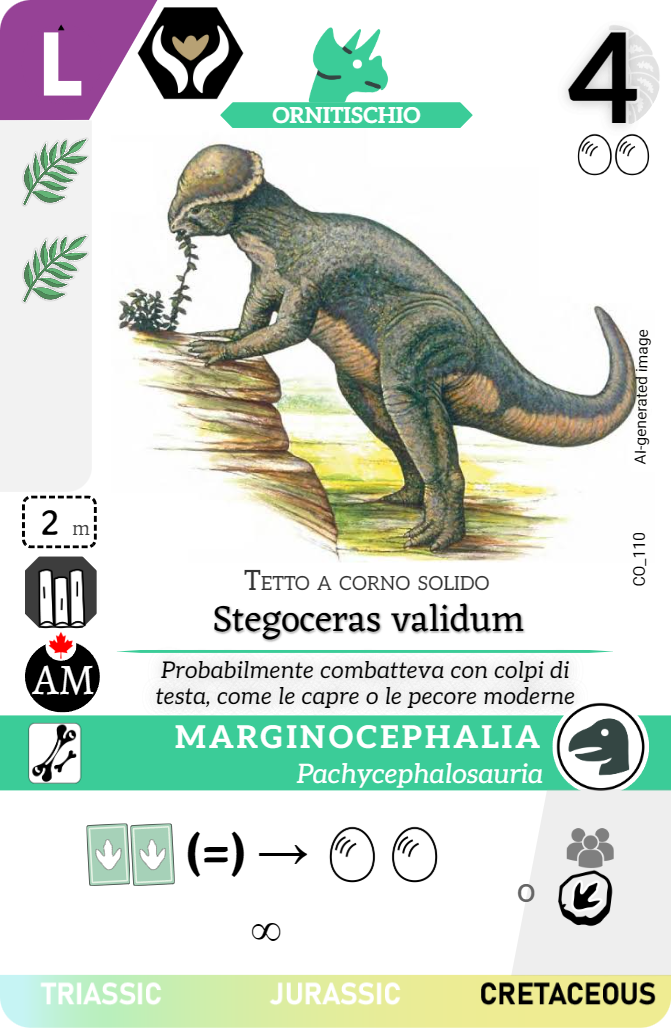 L
4
ORNITISCHIO
AI-generated image
CO_110
2 m
AM
Tetto a corno solido
Stegoceras validum
Probabilmente combatteva con colpi di
testa, come le capre o le pecore moderne
MARGINOCEPHALIA
Pachycephalosauria
(=) → 
o
∞
TRIASSIC JURASSIC CRETACEOUS